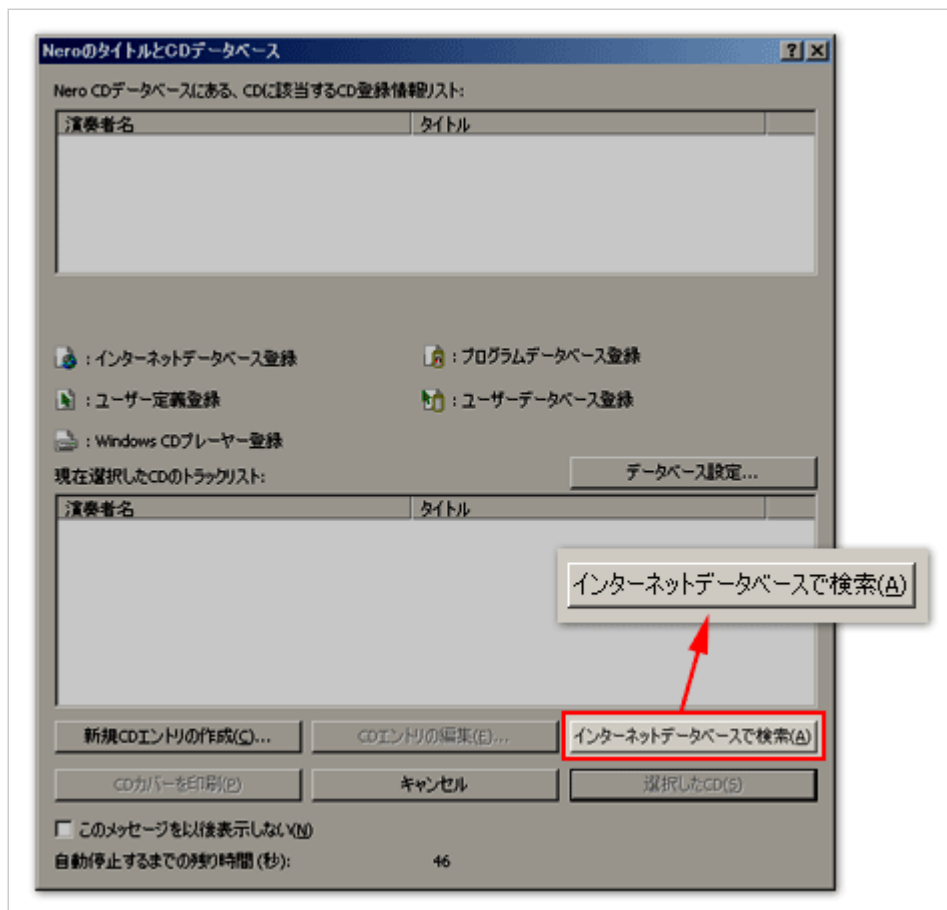 NeroのタイトルとCDデータベース
Nero CDデータベースにある、CDに該当するCD登録情報リスト:
演奏者名 タイトル
:インターネットデータベース登録 :プログラムデータベース登録
:ユーザー定義登録 :ユーザーデータベース登録
:Windows CDプレーヤー登録
現在選択したCDのトラックリスト: データベース設定...
演奏者名 タイトル
インターネットデータベースで検索(A)
新規CDエントリの作成(C)... CDエントリの編集(E)... インターネットデータベースで検索(A)
CDカバーを印刷(P) キャンセル 選択したCD(S)
このメッセージを以後表示しない(N)
自動停止するまでの残り時間(秒): 46